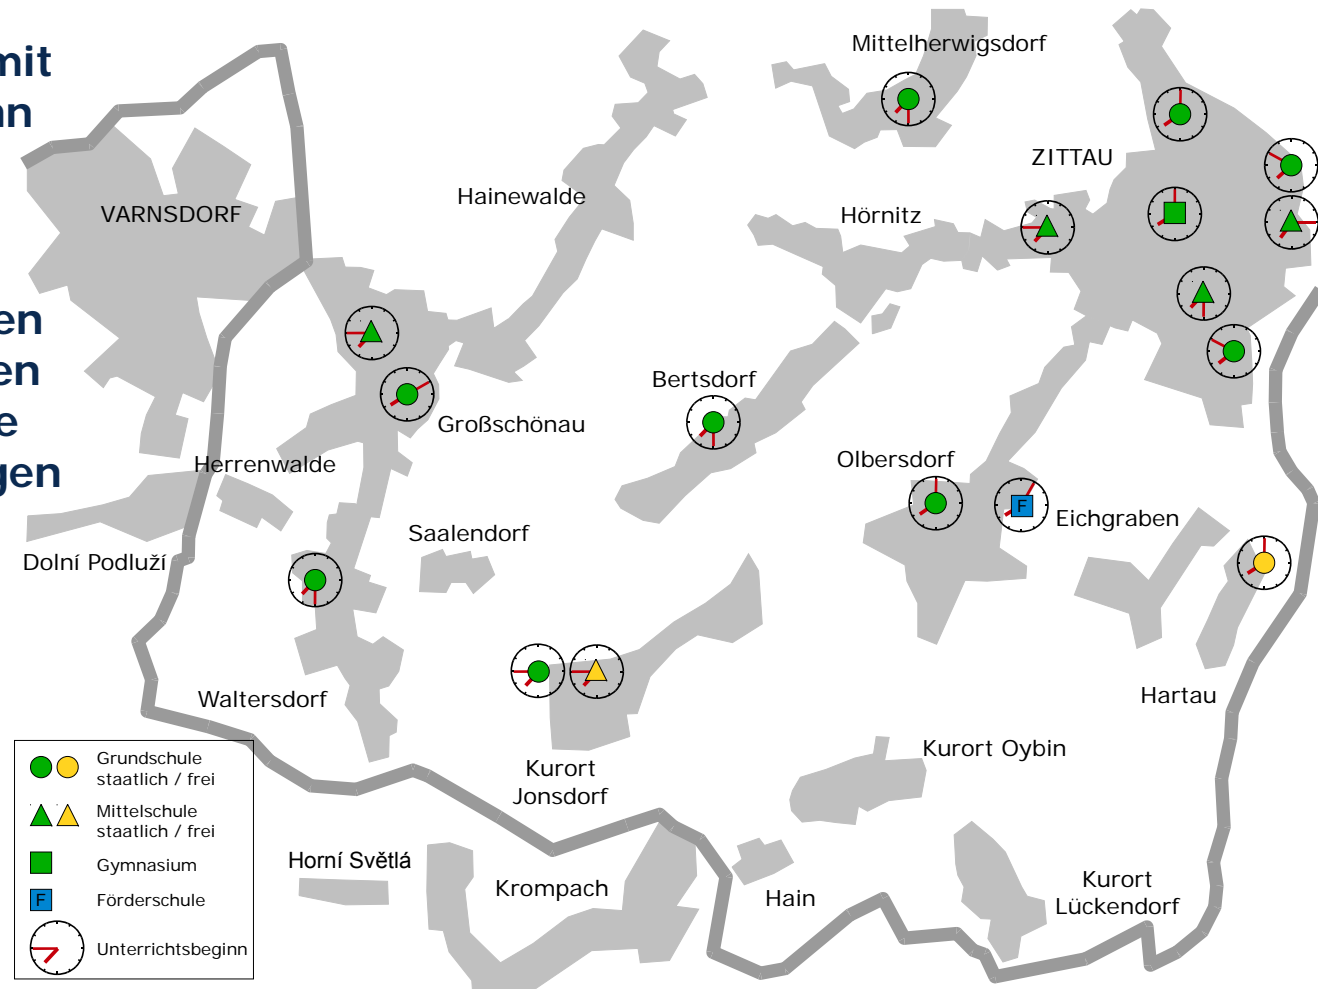 mit
nn
en
en
e
gen
Mittelherwigsdorf
ZITTAU
Hainewalde
VARNSDORF
Hörnitz
Bertsdorf
Großschönau
Olbersdorf
Herrenwalde
Eichgraben
Saalendorf
Dolní Podluží
Waltersdorf
Hartau
Kurort Oybin
Kurort
Jonsdorf
Horní Světlá
Krompach
Hain
Kurort
Lückendorf
Grundschule
staatlich / frei
Mittelschule
staatlich / frei
Gymnasium
F
Förderschule
Unterrichtsbeginn
F